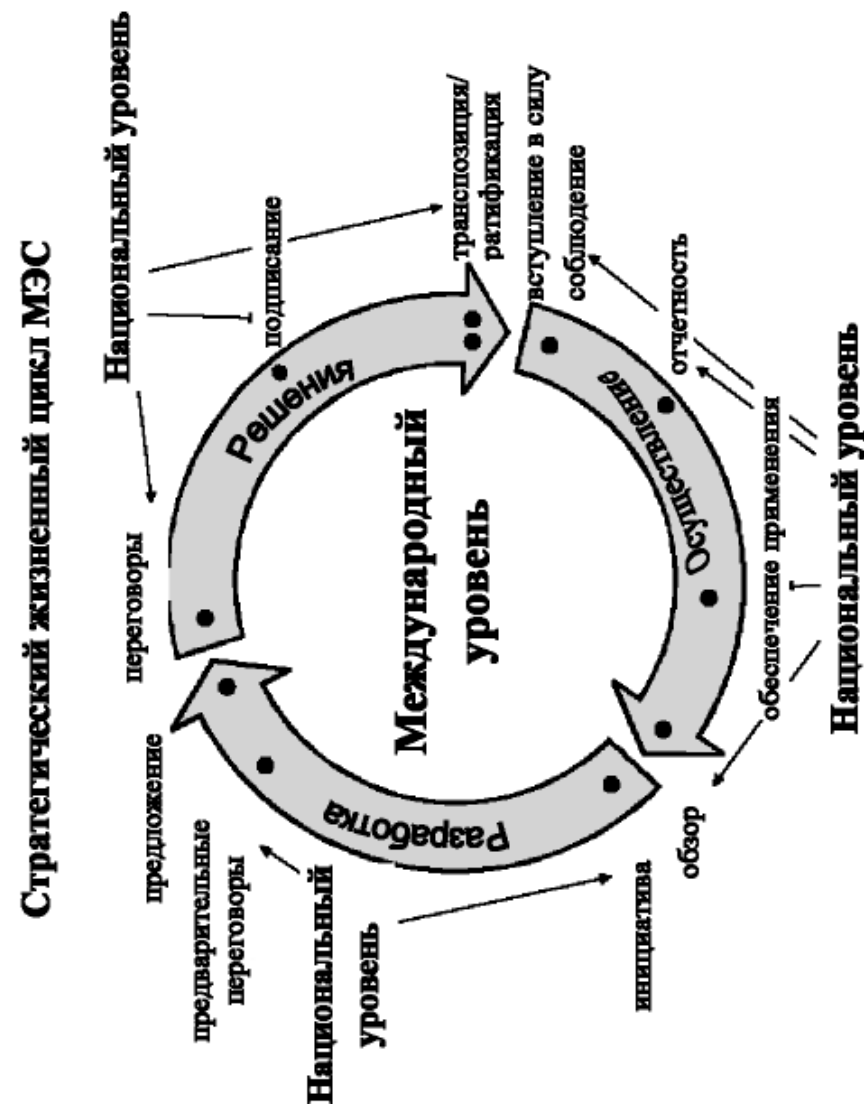 Стратегический жизненный цикл МЭС
Национальный уровень
переговоры
подписание
транспозиция/
ратификация
предложение
предварительные
переговоры
Решения
Разработка
Международный
уровень
вступление в силу
соблюдение
Национальный
уровень
Осуществление
отчетность
инициатива
обзор
обеспечение применения
Национальный уровень